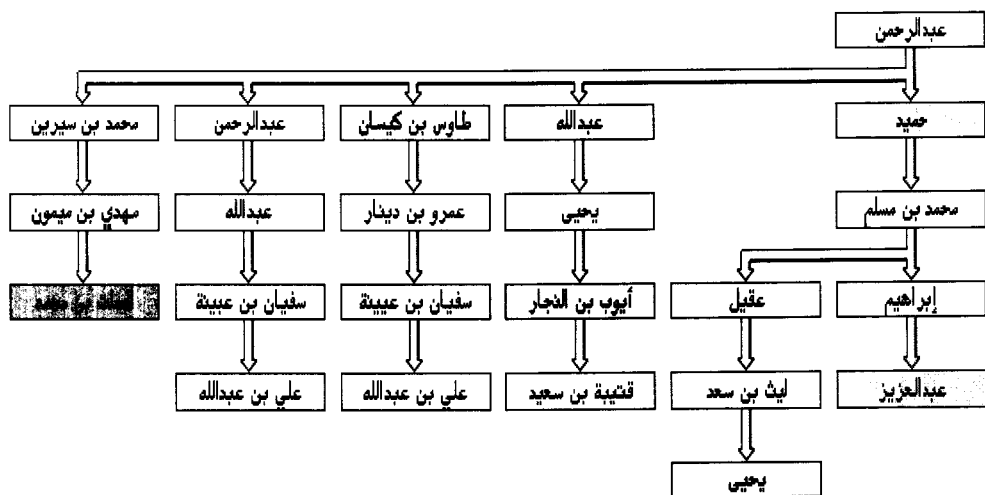 عبدالرحمن
حميد
عبدالله
طاوس بن كيسان
عبدالرحمن
محمد بن سيرين
محمد بن مسلم
يحيى
عمرو بن دينار
عبدالله
مهدي بن ميمون
إبراهيم
عقيل
أيوب بن النجار
سفيان بن عيينة
سفيان بن عيينة
بن
عبدالعزيز
ليث بن سعد
قتيبة بن سعيد
علي بن عبدالله
علي بن عبدالله
يحيى